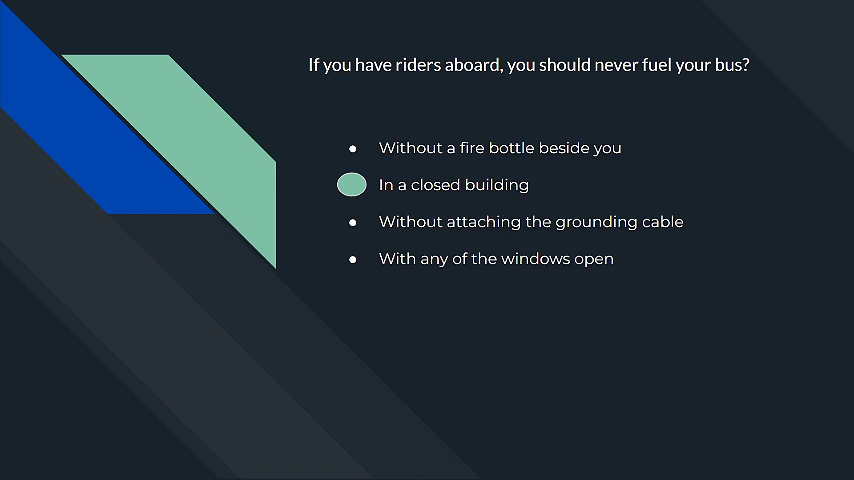 If you have riders aboard, you should never fuel your bus?
Without a fire bottle beside you
In a closed building
Without attaching the grounding cable
With any of the windows open